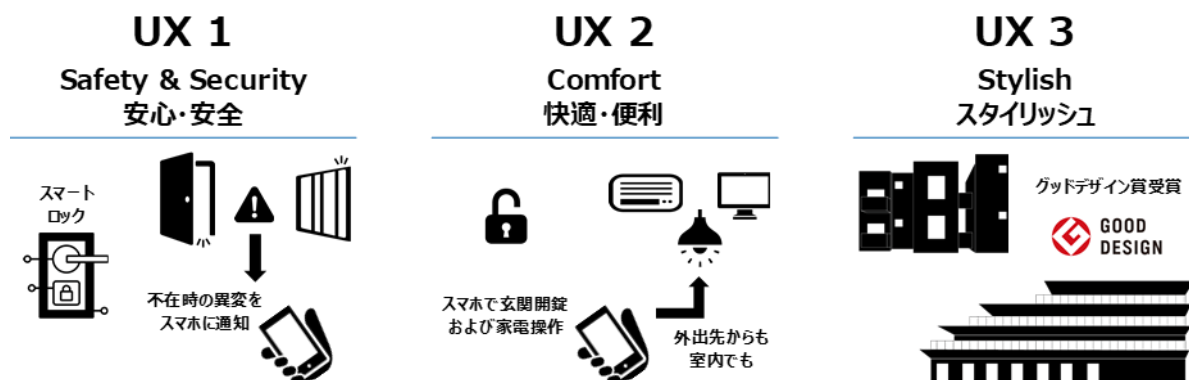 UX 1
Safety & Security
安心・安全
スマート
ロック
不在時の異変を
スマホに通知
UX 2
Comfort
快適・便利
スマホで玄関開錠
および家電操作
外出先からも
室内でも
UX 3
Stylish
スタイリッシュ
グッドデザイン賞受賞
GOOD
DESIGN